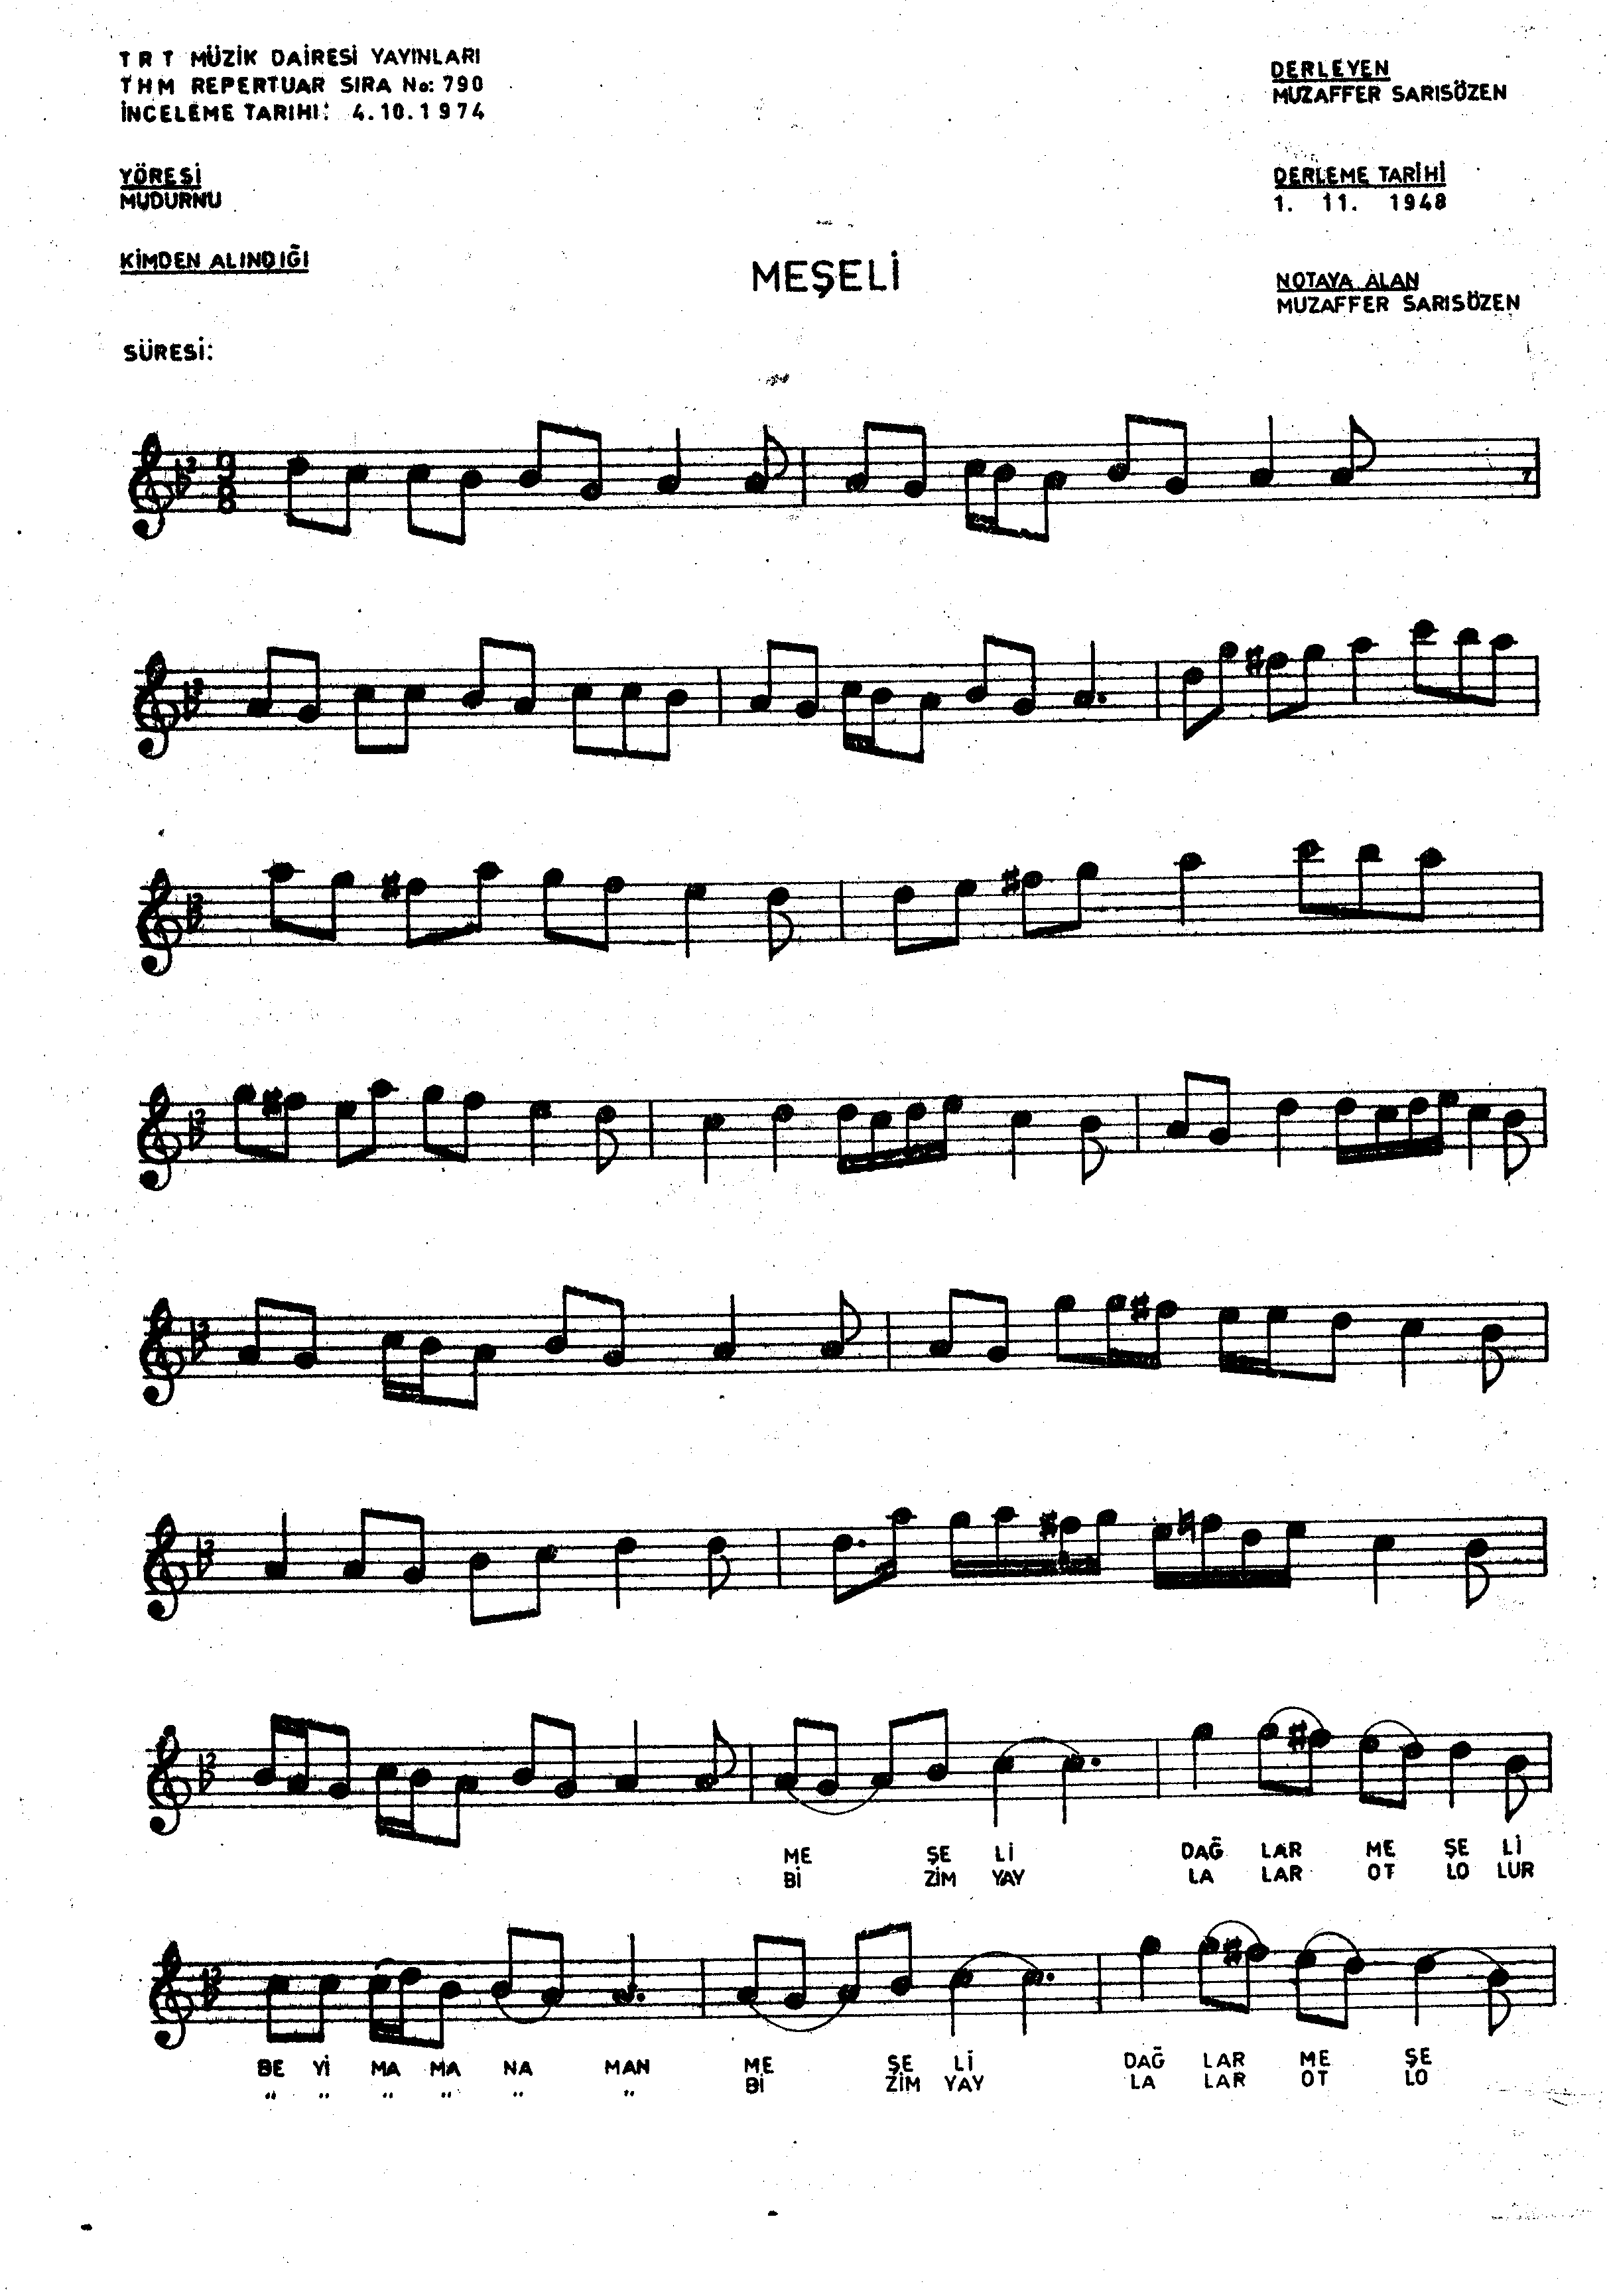 TRT MÜZİK DAİRESİ YAYINLARI
THM REPERTUAR SIRA No: 790
İNCELEME TARIHI: 4.10.1974
YÖRESİ
MUDURNU
KİMDEN ALINDIĞI
SÜRESİ:
MEŞELİ
DERLEYEN
MUZAFFER SARISÖZEN
DERLEME TARİHİ
1. 11. 1948
NOTAYA ALAN
MUZAFFER SARISÖZEN
9
8
ME ŞE Lİ DAĞ LAR ME ŞE Lİ
Bİ ZİM YAY LA LAR OT LO LUR
BE Yİ MA MA NA MAN ME ŞE Lİ DAĞ LAR ME ŞE
„ „ „ „ „ „ Bİ ZİM YAY LA LAR OT LO